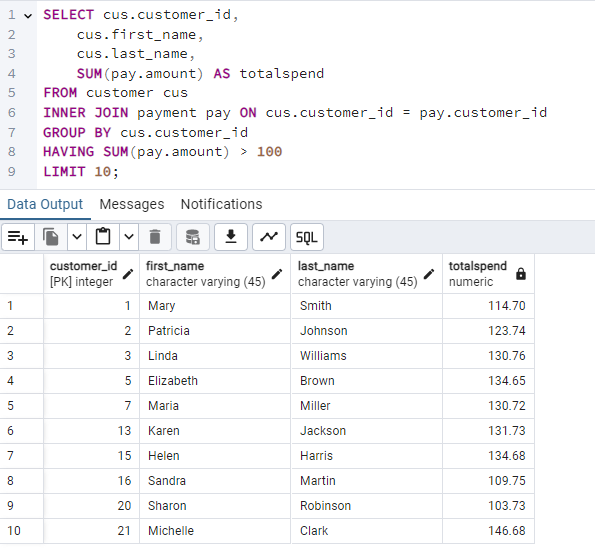 1 SELECT cus.customer_id,
2 cus.first_name,
3 cus.last_name,
4 SUM(pay.amount) AS totalspend
5 FROM customer cus
6 INNER JOIN payment pay ON cus.customer_id = pay.customer_id
7 GROUP BY cus.customer_id
8 HAVING SUM(pay.amount) > 100
9 LIMIT 10;
Data Output Messages Notifications
SQL
customer_id first_name last_name totalspend
[PK] integer character varying (45) character varying (45) numeric
1 1 Mary Smith 114.70
2 2 Patricia Johnson 123.74
3 3 Linda Williams 130.76
4 5 Elizabeth Brown 134.65
5 7 Maria Miller 130.72
6 13 Karen Jackson 131.73
7 15 Helen Harris 134.68
8 16 Sandra Martin 109.75
9 20 Sharon Robinson 103.73
10 21 Michelle Clark 146.68